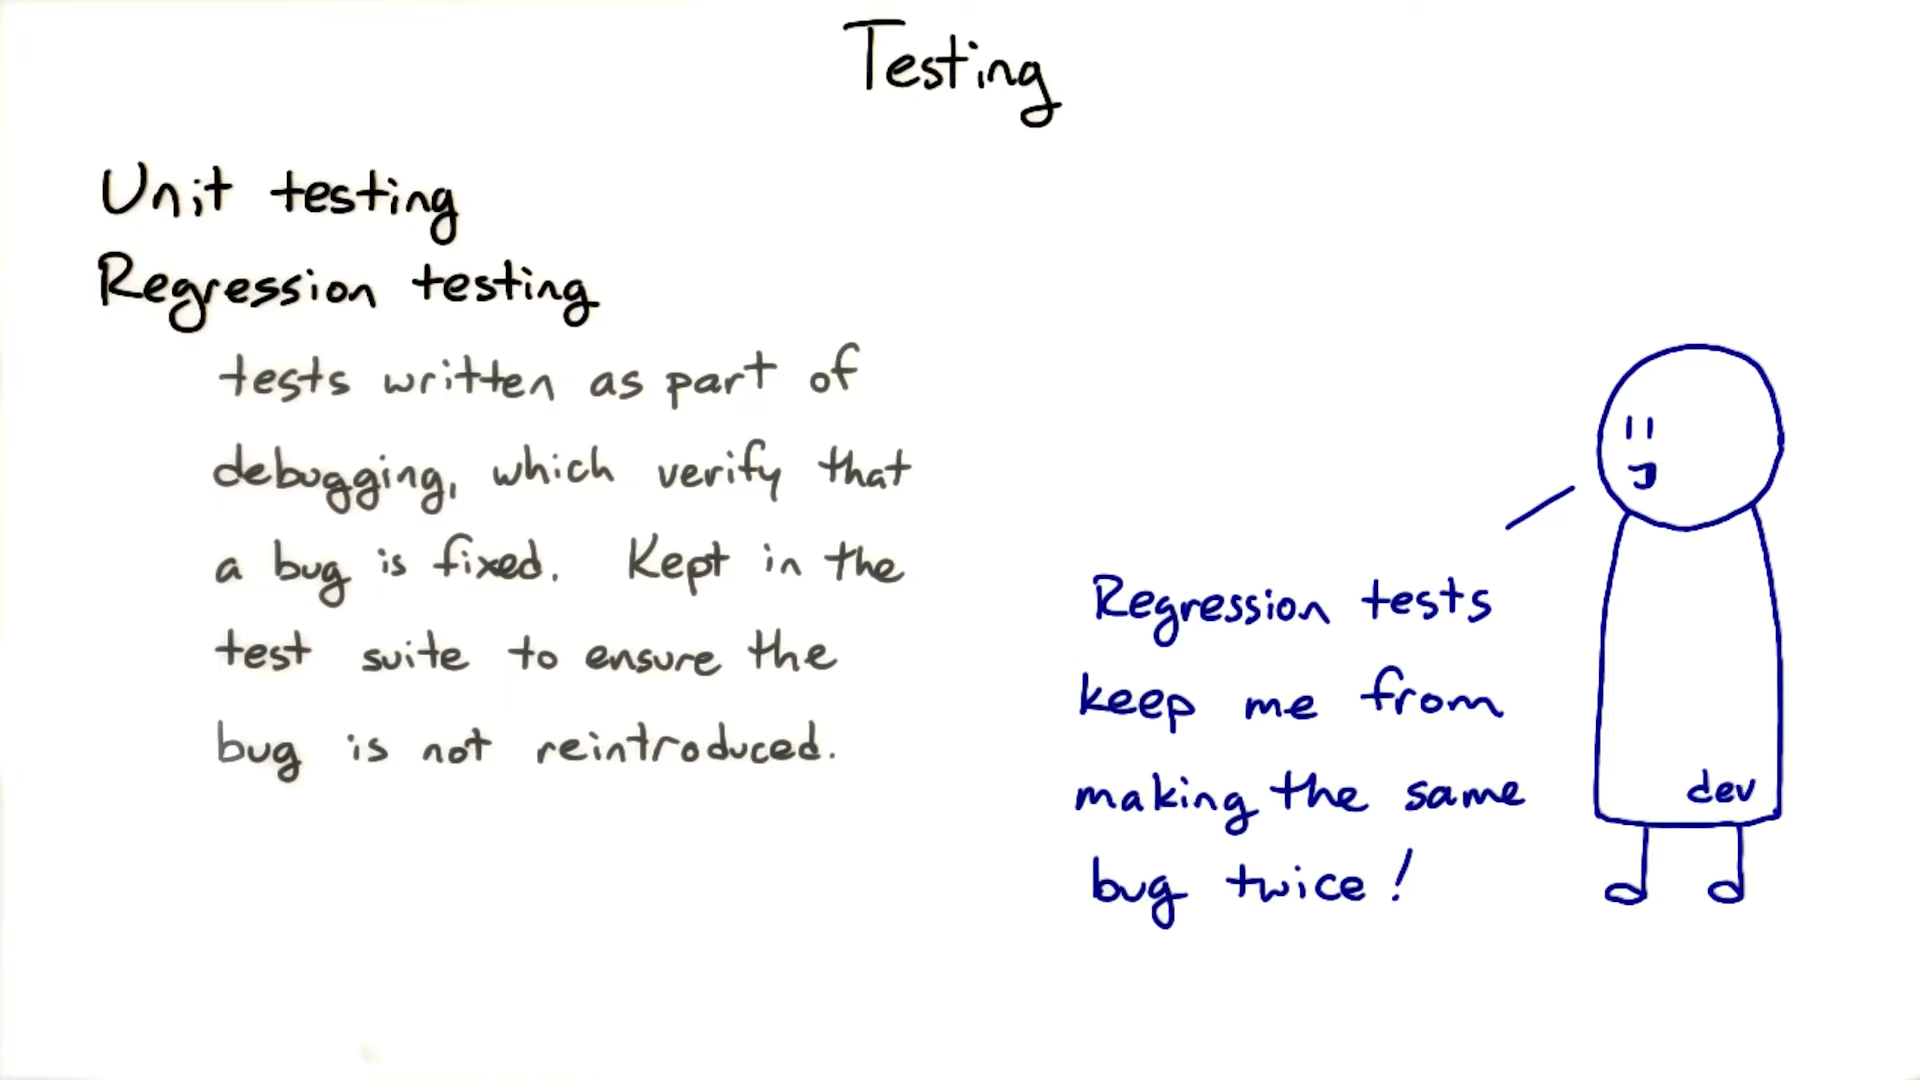 Testing
Unit testing
Regression testing
tests written as part of
debugging, which verify that
a bug is fixed. Kept in the
test suite to ensure the
bug is not reintroduced.
Regression tests
keep me from
making the same
bug twice!
dev